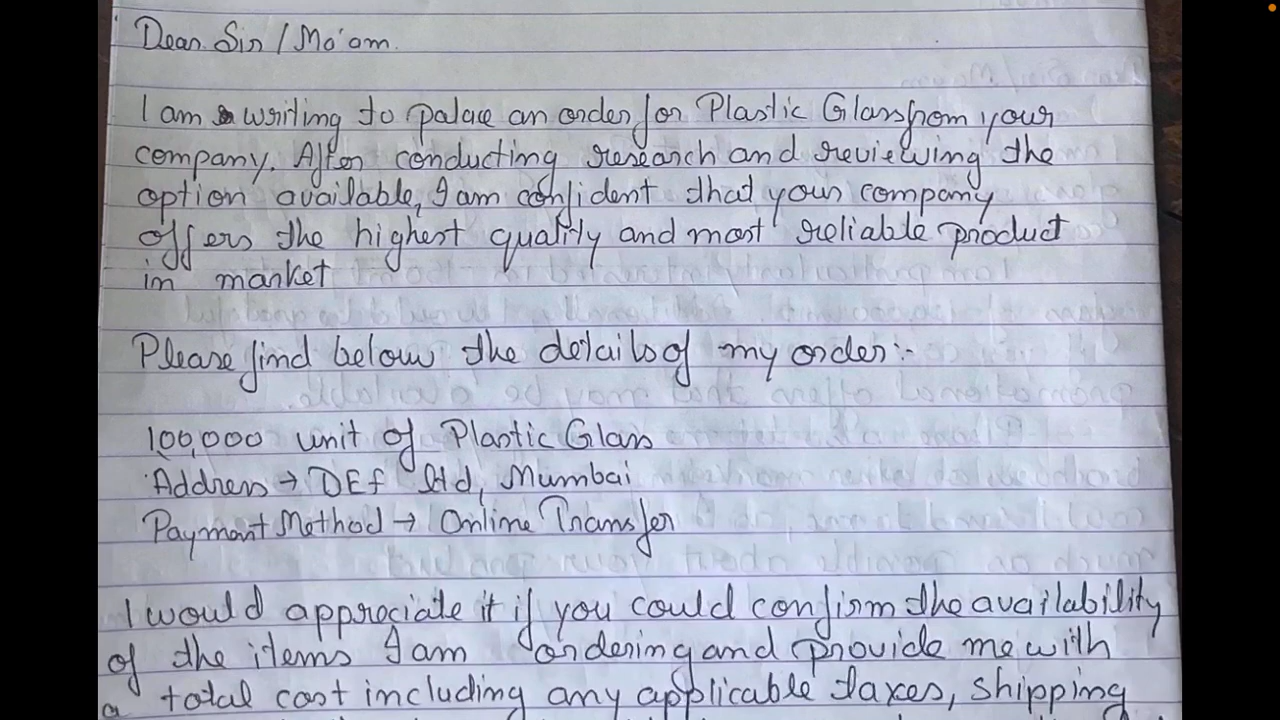 Dear Sir / Ma'am
I am writing to palace an order for Plastic Glass from your
company. After conducting research and reviewing the
option available, I am confident that your company
offers the highest quality and most reliable product
in market
Please find below the details of my order :-
100,000 unit of Plastic Glass
Address → DEF ltd, Mumbai
Paymant Method → Online Transfer
I would appreciate it if you could confirm the availability
of the items I am ordering and provide me with
a total cost including any applicable taxes, shipping